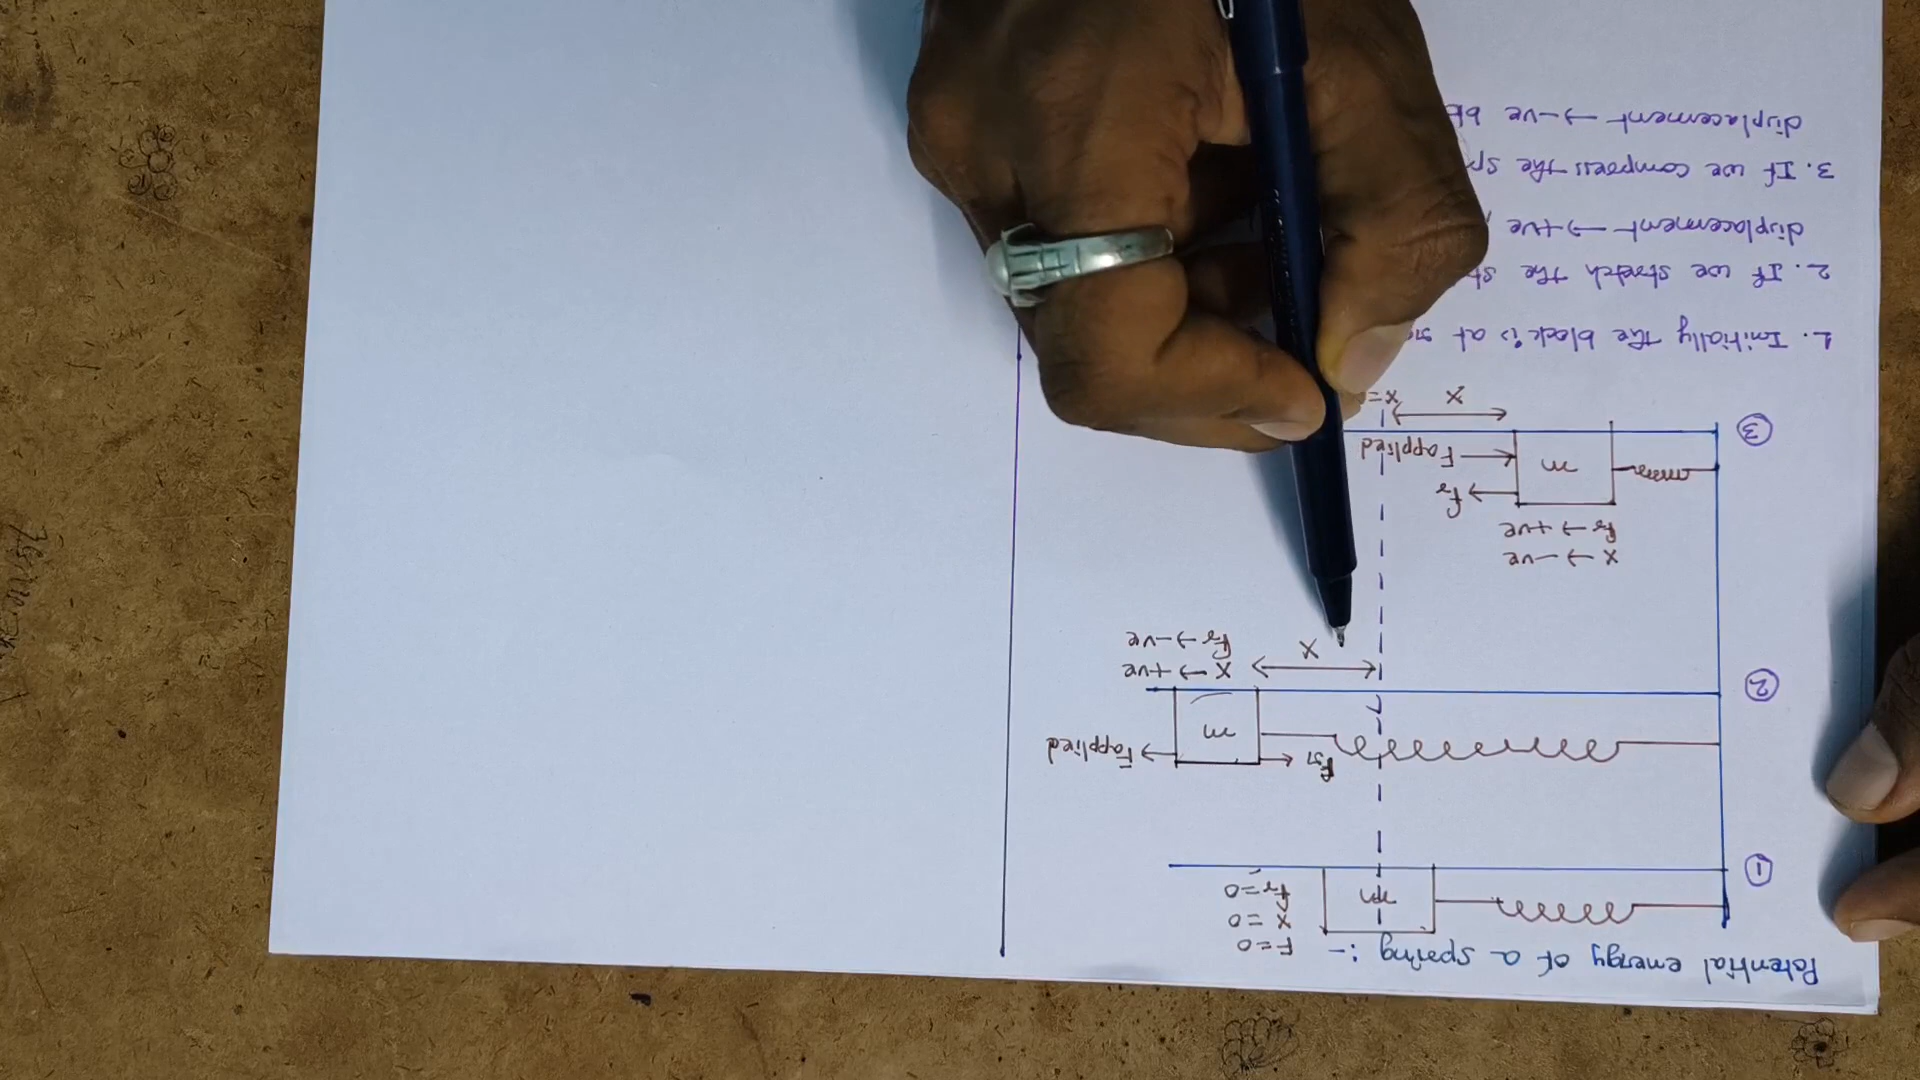 Potential energy of a spring :-
①
m
F=0
x=0
Fr=0
②
m
Fr
Fapplied
x
x→+ve
Fr→-ve
③
x→-ve
Fr→+ve
m
Fr
Fapplied
x
x=
1. Initially the block is at
2. If we stretch the
displacement →+ve
3. If we compress the
displacement →-ve